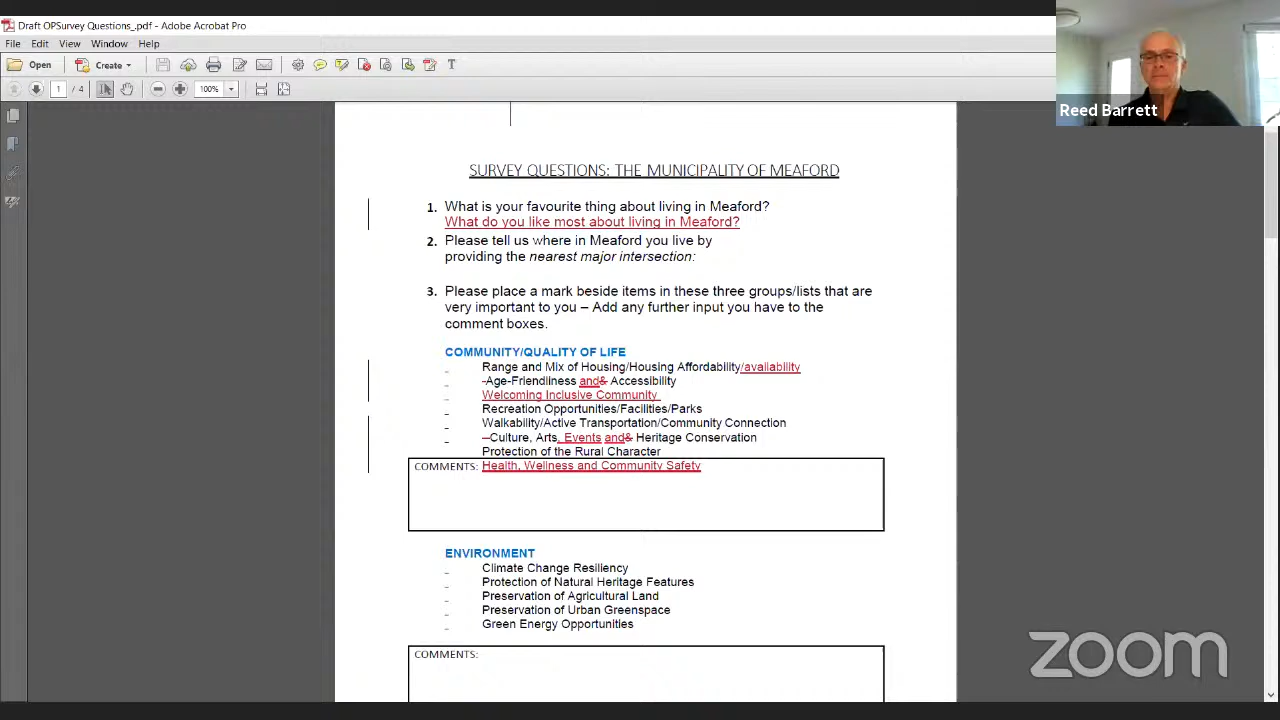 Draft OPSurvey Questions_.pdf - Adobe Acrobat Pro
File Edit View Window Help
Open Create
1 / 4 100%
Reed Barrett
SURVEY QUESTIONS: THE MUNICIPALITY OF MEAFORD
1. What is your favourite thing about living in Meaford?
What do you like most about living in Meaford?
2. Please tell us where in Meaford you live by
providing the nearest major intersection:
3. Please place a mark beside items in these three groups/lists that are
very important to you – Add any further input you have to the
comment boxes.
COMMUNITY/QUALITY OF LIFE
Range and Mix of Housing/Housing Affordability/availability
-Age-Friendliness and& Accessibility
Welcoming Inclusive Community
Recreation Opportunities/Facilities/Parks
Walkability/Active Transportation/Community Connection
-Culture, Arts, Events and& Heritage Conservation
Protection of the Rural Character
COMMENTS: Health, Wellness and Community Safety
ENVIRONMENT
Climate Change Resiliency
Protection of Natural Heritage Features
Preservation of Agricultural Land
Preservation of Urban Greenspace
Green Energy Opportunities
COMMENTS:
zoom